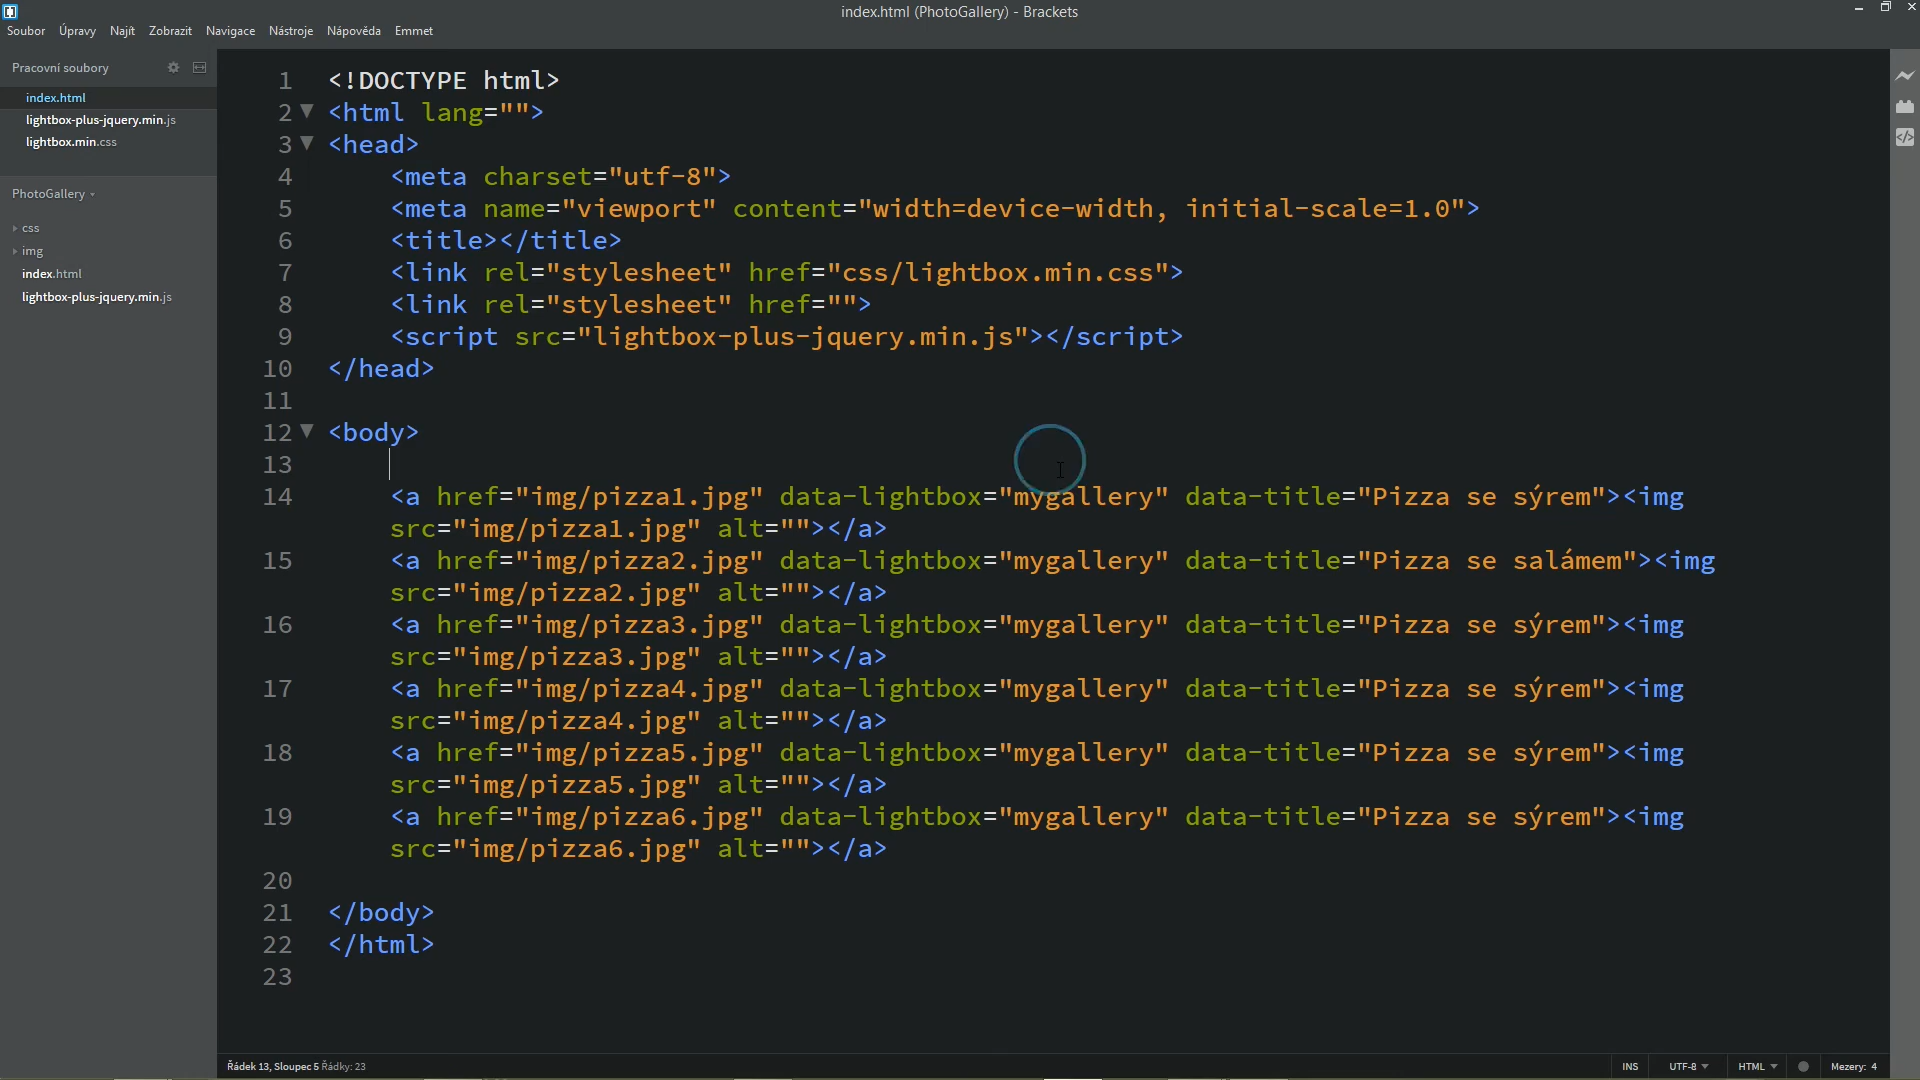 index.html (PhotoGallery) - Brackets
Soubor Úpravy Najít Zobrazit Navigace Nástroje Nápověda Emmet
Pracovní soubory
index.html
lightbox-plus-jquery.min.js
lightbox.min.css
PhotoGallery
css
img
index.html
lightbox-plus-jquery.min.js
1 <!DOCTYPE html>
2 <html lang="">
3 <head>
4 <meta charset="utf-8">
5 <meta name="viewport" content="width=device-width, initial-scale=1.0">
6 <title></title>
7 <link rel="stylesheet" href="css/lightbox.min.css">
8 <link rel="stylesheet" href="">
9 <script src="lightbox-plus-jquery.min.js"></script>
10 </head>
11
12 <body>
13
14 <a href="img/pizza1.jpg" data-lightbox="mygallery" data-title="Pizza se sýrem"><img
src="img/pizza1.jpg" alt=""></a>
15 <a href="img/pizza2.jpg" data-lightbox="mygallery" data-title="Pizza se salámem"><img
src="img/pizza2.jpg" alt=""></a>
16 <a href="img/pizza3.jpg" data-lightbox="mygallery" data-title="Pizza se sýrem"><img
src="img/pizza3.jpg" alt=""></a>
17 <a href="img/pizza4.jpg" data-lightbox="mygallery" data-title="Pizza se sýrem"><img
src="img/pizza4.jpg" alt=""></a>
18 <a href="img/pizza5.jpg" data-lightbox="mygallery" data-title="Pizza se sýrem"><img
src="img/pizza5.jpg" alt=""></a>
19 <a href="img/pizza6.jpg" data-lightbox="mygallery" data-title="Pizza se sýrem"><img
src="img/pizza6.jpg" alt=""></a>
20
21 </body>
22 </html>
23
Řádek 13, Sloupec 5 Řádky: 23 INS UTF-8 HTML Mezery: 4